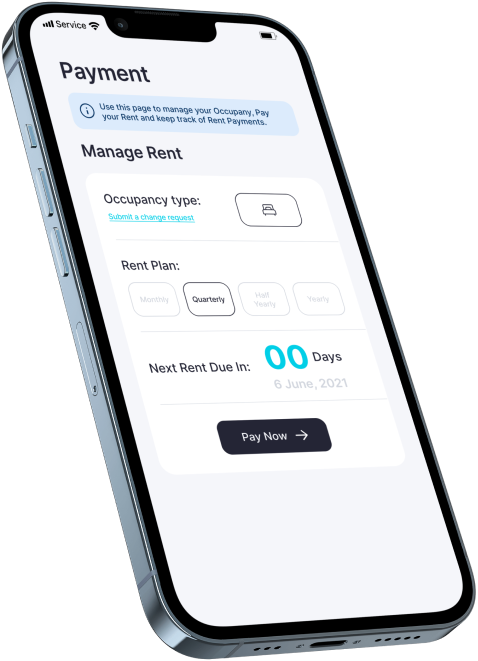 Service
Payment
Use this page to manage your Occupany, Pay
your Rent and keep track of Rent Payments.
Manage Rent
Occupancy type:
Submit a change request
Rent Plan:
Monthly
Quarterly
Half
Yearly
Yearly
Next Rent Due In:
00 Days
6 June, 2021
Pay Now